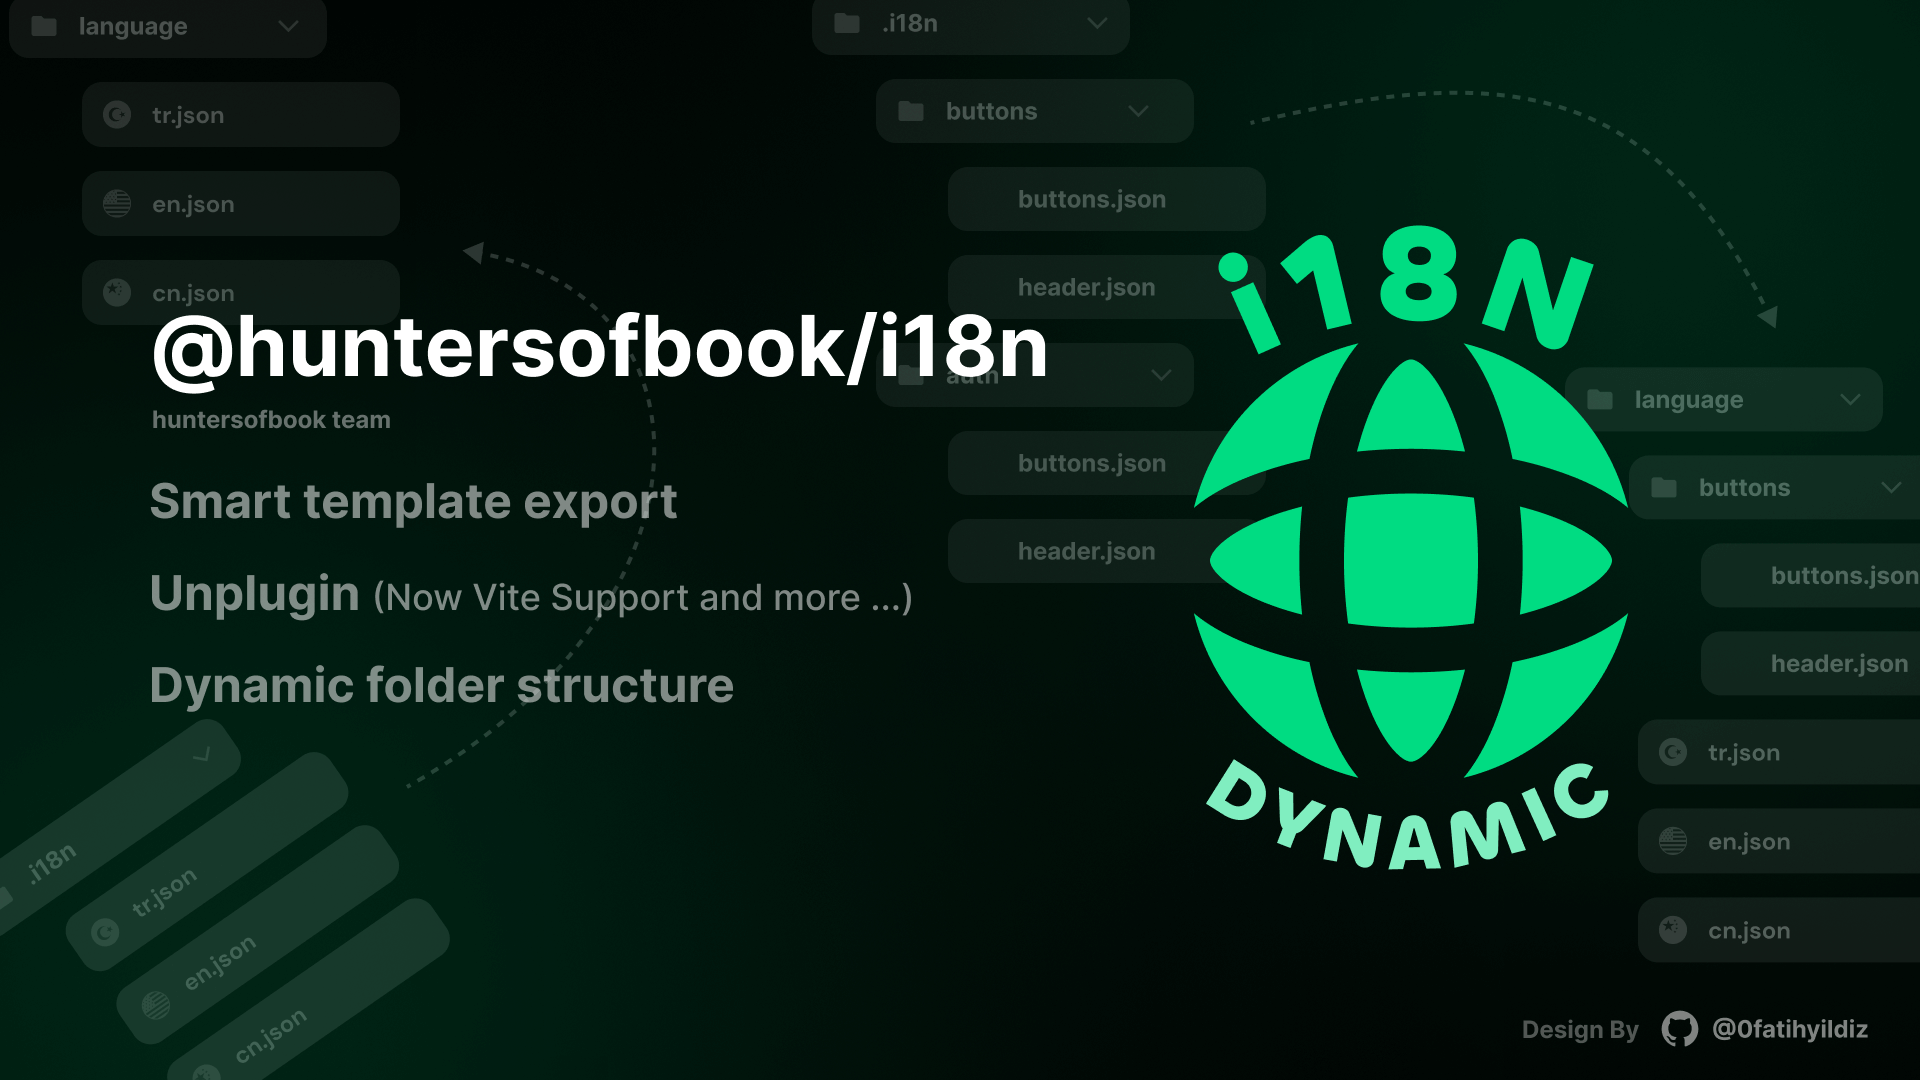 language
tr.json
en.json
cn.json
.i18n
buttons
buttons.json
header.json
auth
buttons.json
header.json
@huntersofbook/i18n
huntersofbook team
Smart template export
Unplugin (Now Vite Support and more ...)
Dynamic folder structure
i18N
DYNAMIC
language
buttons
buttons.json
header.json
tr.json
en.json
cn.json
.i18n
tr.json
en.json
cn.json
Design By @0fatihyildiz